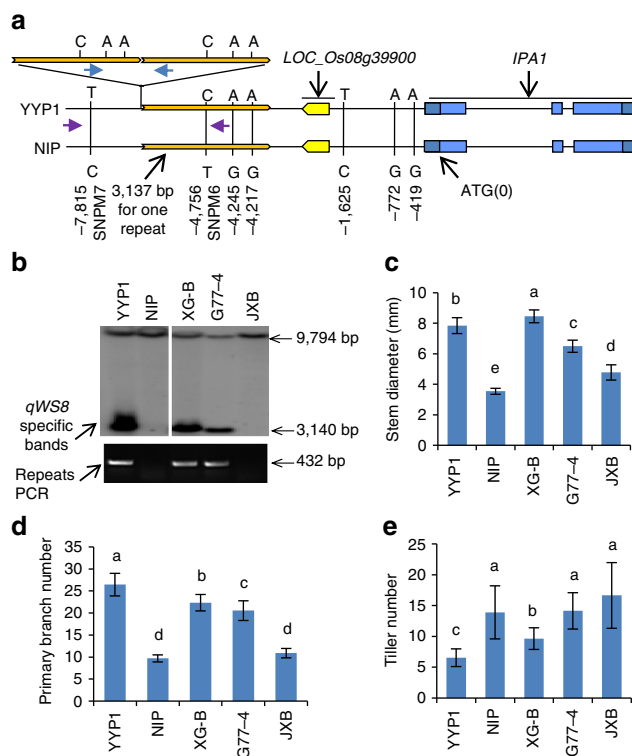 a
C A A C A A
LOC_Os08g39900 IPA1
T C A A T A A
YYP1
NIP
C T G G C G G
ATG(0)
3,137 bp
for one
repeat
−7,815
SNPM7
−4,756
SNPM6
−4,245
−4,217
−1,625
−772
−419
b
YYP1 NIP XG-B G77–4 JXB
9,794 bp
qWS8
specific
bands
3,140 bp
Repeats
PCR
432 bp
c
Stem diameter (mm)
10
8
6
4
2
0
b e a c d
YYP1 NIP XG-B G77–4 JXB
d
Primary branch number
35
30
25
20
15
10
5
0
a d b c d
YYP1 NIP XG-B G77–4 JXB
e
Tiller number
25
20
15
10
5
0
c a b a a
YYP1 NIP XG-B G77–4 JXB